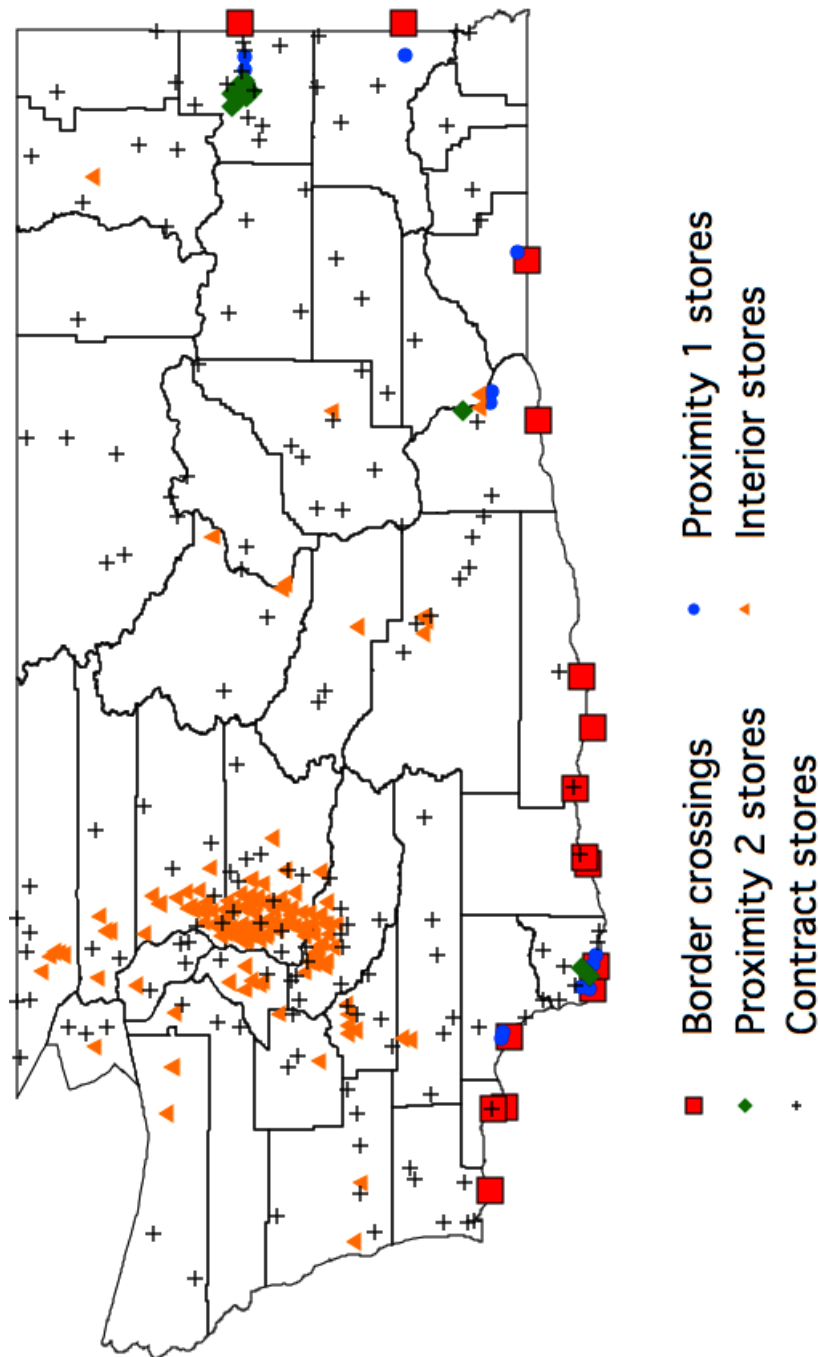 Border crossings Proximity 1 stores
Proximity 2 stores Interior stores
Contract stores